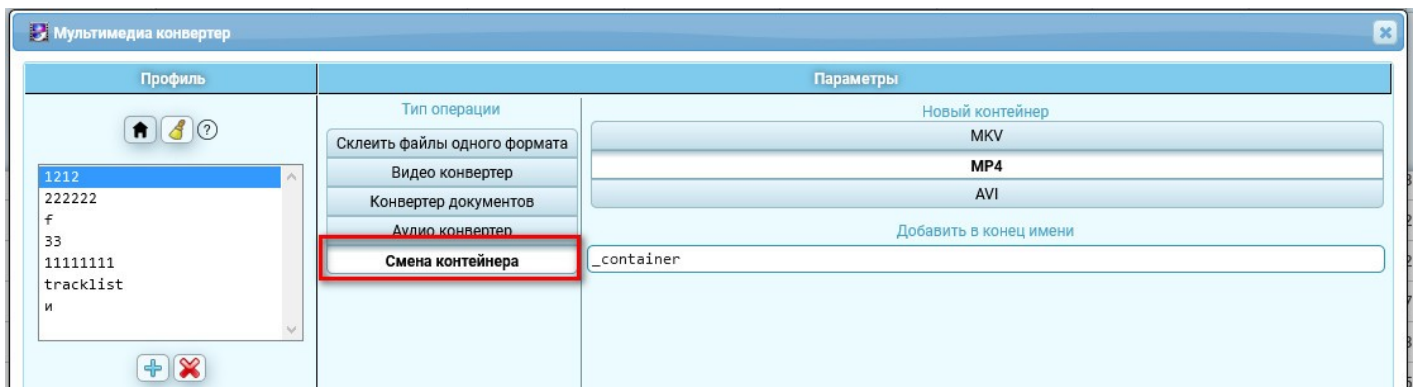 Мультимедиа конвертер
Профиль
Параметры
?
1212
222222
f
33
11111111
tracklist
и
Тип операции
Склеить файлы одного формата
Видео конвертер
Конвертер документов
Аудио конвертер
Смена контейнера
Новый контейнер
MKV
MP4
AVI
Добавить в конец имени
_container